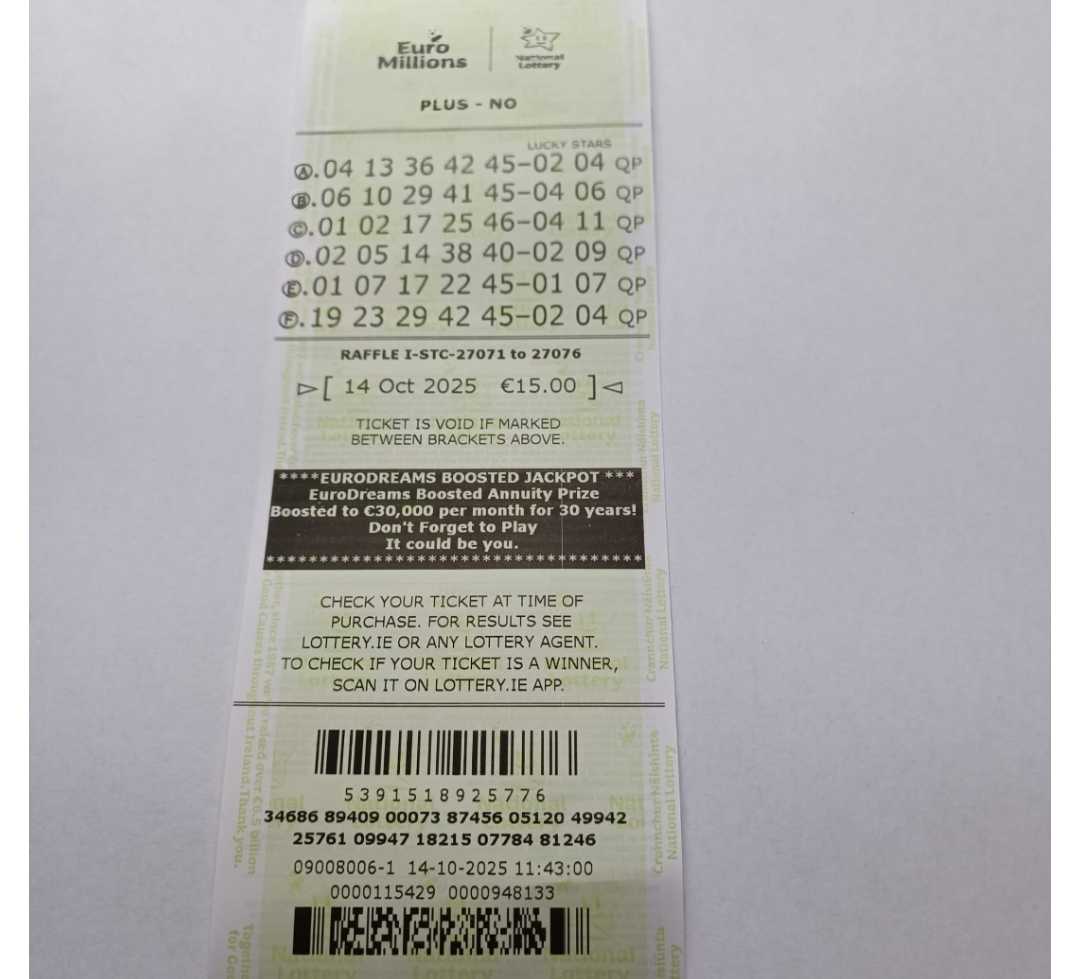 Euro
Millions
National
Lottery
PLUS - NO
LUCKY STARS
Ⓐ.04 13 36 42 45-02 04 QP
Ⓑ.06 10 29 41 45-04 06 QP
Ⓒ.01 02 17 25 46-04 11 QP
Ⓓ.02 05 14 38 40-02 09 QP
Ⓔ.01 07 17 22 45-01 07 QP
Ⓕ.19 23 29 42 45-02 04 QP
RAFFLE I-STC-27071 to 27076
▷[ 14 Oct 2025 €15.00 ]◁
TICKET IS VOID IF MARKED
BETWEEN BRACKETS ABOVE.
****EURODREAMS BOOSTED JACKPOT ***
EuroDreams Boosted Annuity Prize
Boosted to €30,000 per month for 30 years!
Don't Forget to Play
It could be you.
************************************
CHECK YOUR TICKET AT TIME OF
PURCHASE. FOR RESULTS SEE
LOTTERY.IE OR ANY LOTTERY AGENT.
TO CHECK IF YOUR TICKET IS A WINNER,
SCAN IT ON LOTTERY.IE APP.
5391518925776
34686 89409 00073 87456 05120 49942
25761 09947 18215 07784 81246
09008006-1 14-10-2025 11:43:00
0000115429 0000948133
Crannchur Náisiúnta
National Lottery